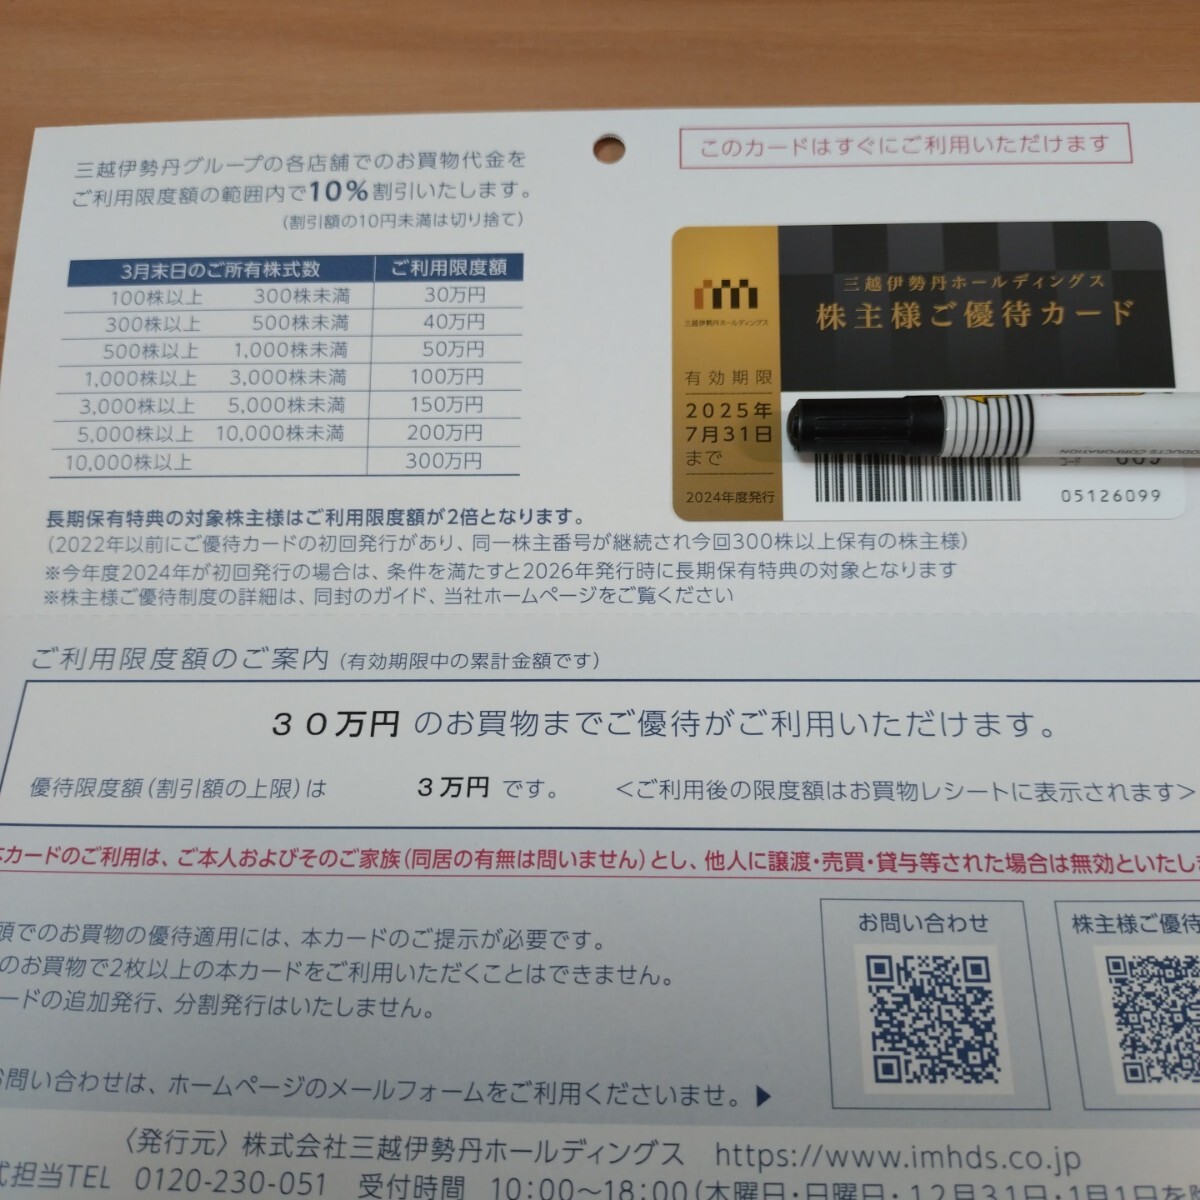 三越伊勢丹グループの各店舗でのお買物代金を
ご利用限度額の範囲内で10%割引いたします。
(割引額の10円未満は切り捨て)
3月末日のご所有株式数 ご利用限度額
100株以上 300株未満 30万円
300株以上 500株未満 40万円
500株以上 1,000株未満 50万円
1,000株以上 3,000株未満 100万円
3,000株以上 5,000株未満 150万円
5,000株以上 10,000株未満 200万円
10,000株以上 300万円
このカードはすぐにご利用いただけます
三越伊勢丹ホールディングス
三越伊勢丹ホールディングス
株主様ご優待カード
有効期限
2025年
7月31日
まで
2024年度発行
05126099
長期保有特典の対象株主様はご利用限度額が2倍となります。
(2022年以前にご優待カードの初回発行があり、同一株主番号が継続され今回300株以上保有の株主様)
※今年度2024年が初回発行の場合は、条件を満たすと2026年発行時に長期保有特典の対象となります
※株主様ご優待制度の詳細は、同封のガイド、当社ホームページをご覧ください
ご利用限度額のご案内(有効期限中の累計金額です)
30万円 のお買物までご優待がご利用いただけます。
優待限度額(割引額の上限)は 3万円 です。 <ご利用後の限度額はお買物レシートに表示されます>
カードのご利用は、ご本人およびそのご家族(同居の有無は問いません)とし、他人に譲渡・売買・貸与等された場合は無効といたしま
頭でのお買物の優待適用には、本カードのご提示が必要です。
のお買物で2枚以上の本カードをご利用いただくことはできません。
ードの追加発行、分割発行はいたしません。
お問い合わせは、ホームページのメールフォームをご利用くださいませ。▶
お問い合わせ
株主様ご優待
〈発行元〉株式会社三越伊勢丹ホールディングス https://www.imhds.co.jp
式担当TEL 0120-230-051 受付時間 10:00〜18:00(木曜日・日曜日・12月31日・1月1日を